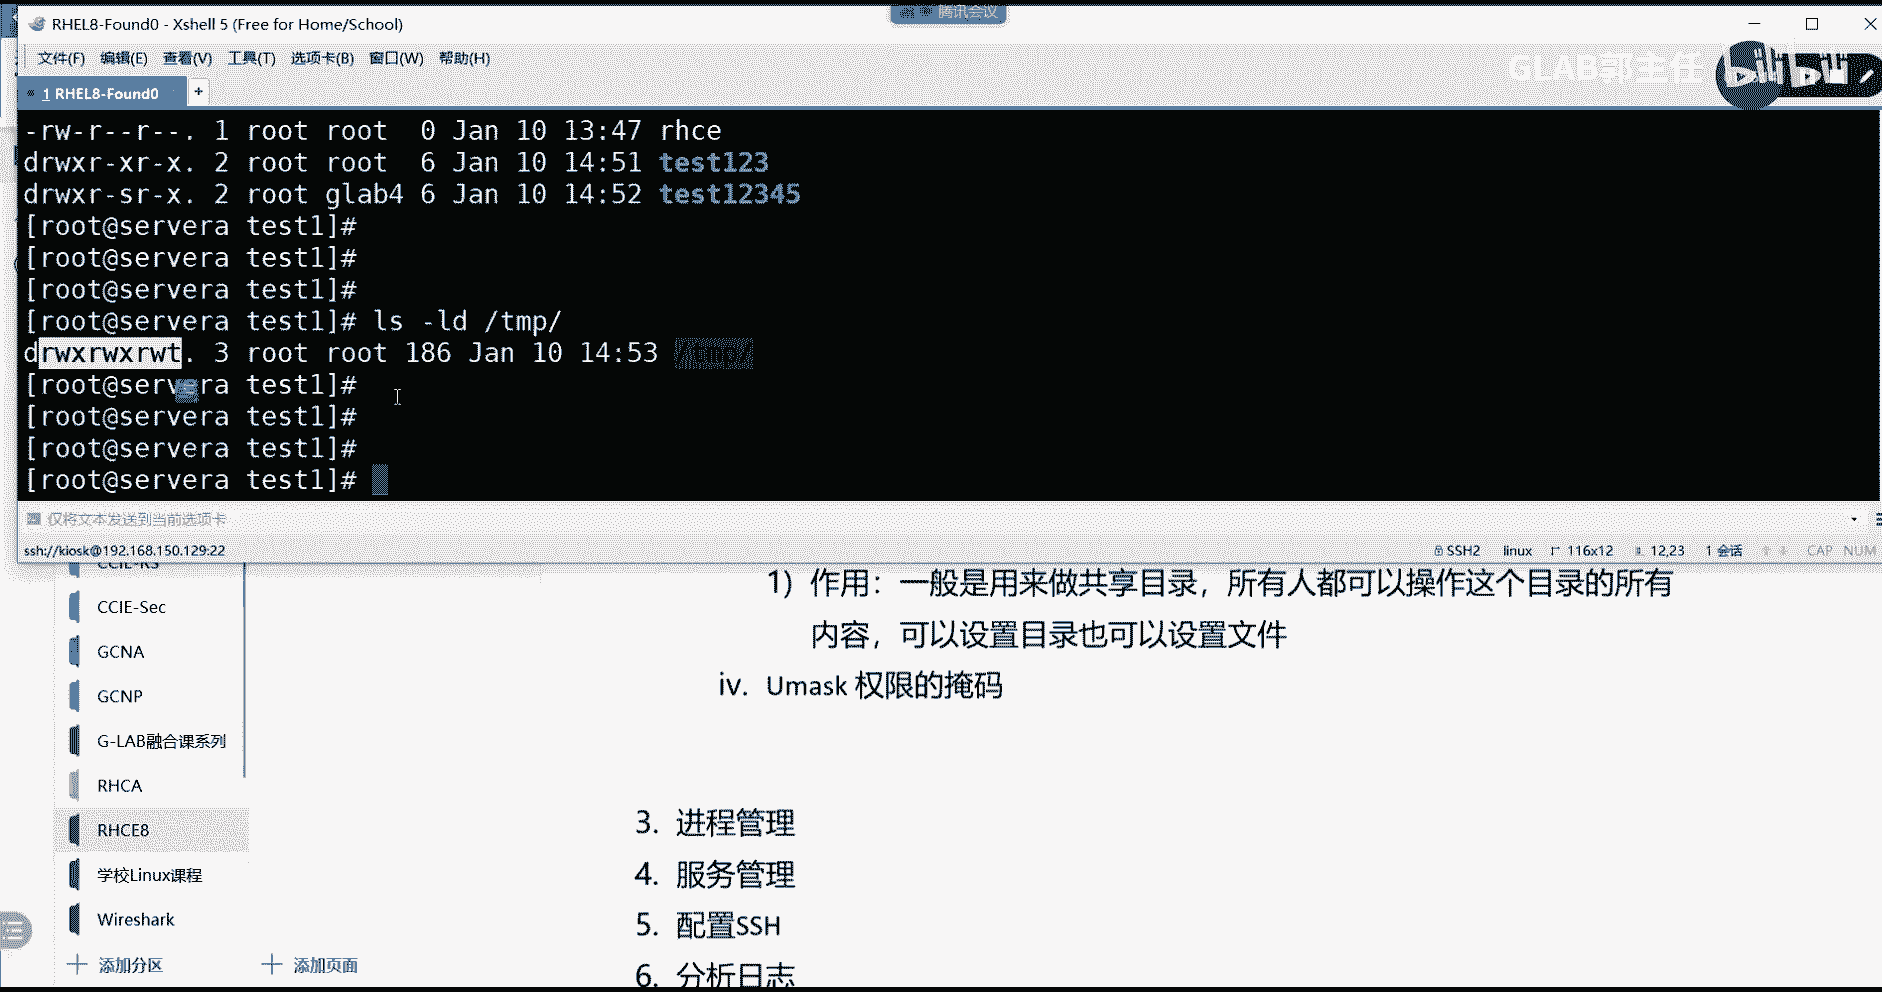 RHEL8-Found0 - Xshell 5 (Free for Home/School)
腾讯会议
文件(F) 编辑(E) 查看(V) 工具(T) 选项卡(B) 窗口(W) 帮助(H)
GLAB郭主任 bilibili
1 RHEL8-Found0 +
-rw-r--r--. 1 root root 0 Jan 10 13:47 rhce
drwxr-xr-x. 2 root root 6 Jan 10 14:51 test123
drwxr-sr-x. 2 root glab4 6 Jan 10 14:52 test12345
[root@servera test1]#
[root@servera test1]#
[root@servera test1]#
[root@servera test1]# ls -ld /tmp/
drwxrwxrwt. 3 root root 186 Jan 10 14:53 /tmp/
[root@servera test1]#
[root@servera test1]#
[root@servera test1]#
[root@servera test1]#
仅将文本发送到当前选项卡
ssh://kiosk@192.168.150.129:22 SSH2 linux 116x12 12,23 1 会话 CAP NUM
CCIE-RS
CCIE-Sec
GCNA
GCNP
G-LAB融合课系列
RHCA
RHCE8
学校Linux课程
Wireshark
添加分区 添加页面
1) 作用：一般是用来做共享目录，所有人都可以操作这个目录的所有
内容，可以设置目录也可以设置文件
iv. Umask 权限的掩码
3. 进程管理
4. 服务管理
5. 配置SSH
6. 分析日志